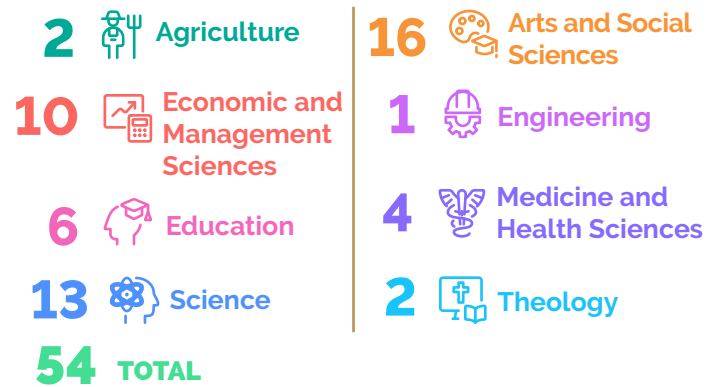 2 Agriculture
10 Economic and
Management
Sciences
6 Education
13 Science
54 TOTAL
16 Arts and Social
Sciences
1 Engineering
4 Medicine and
Health Sciences
2 Theology